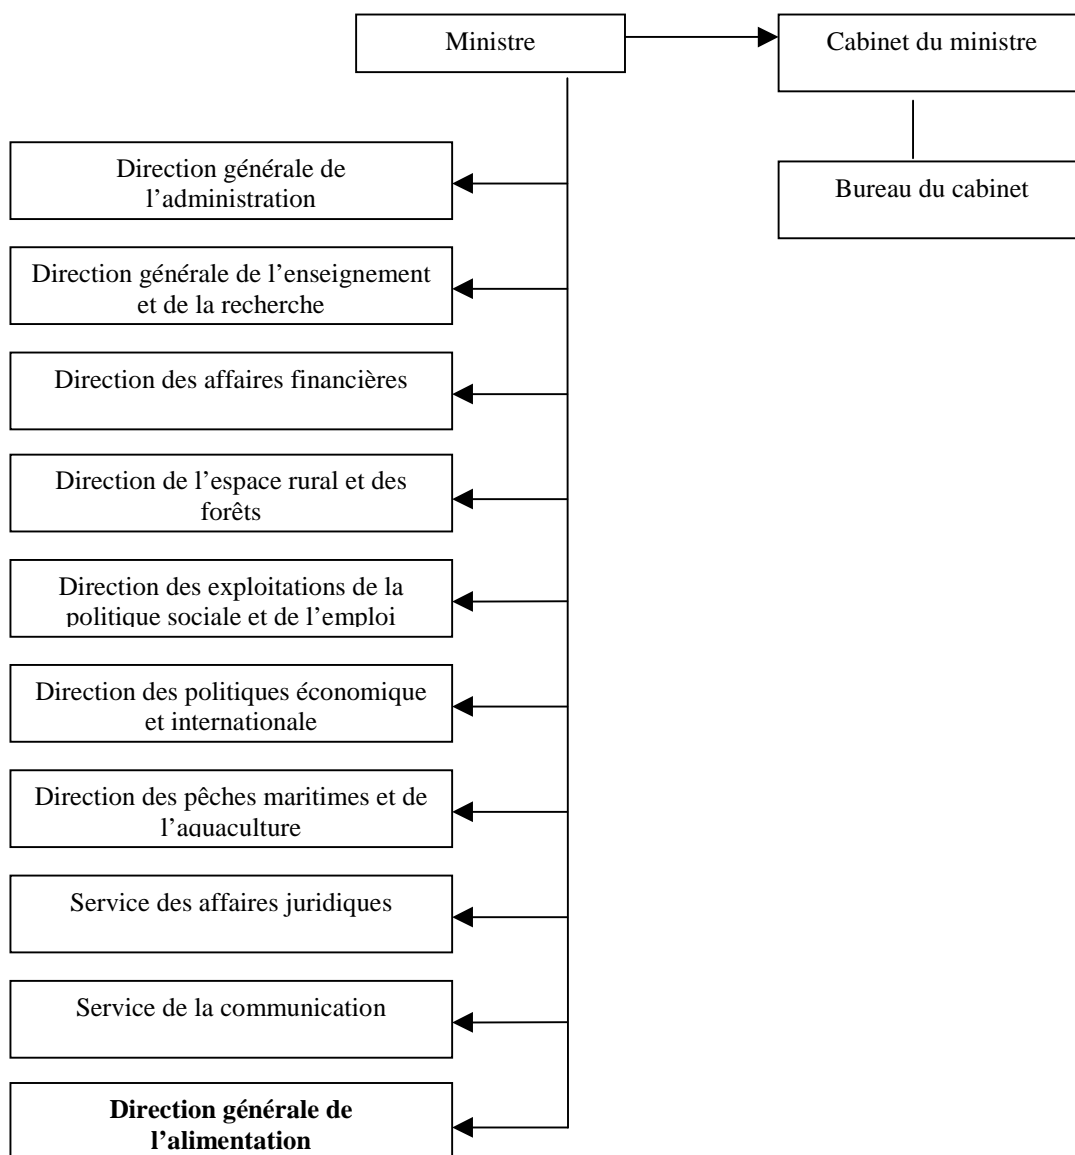 Ministre
Cabinet du ministre
Bureau du cabinet
Direction générale de
l’administration
Direction générale de l’enseignement
et de la recherche
Direction des affaires financières
Direction de l’espace rural et des
forêts
Direction des exploitations de la
politique sociale et de l’emploi
Direction des politiques économique
et internationale
Direction des pêches maritimes et de
l’aquaculture
Service des affaires juridiques
Service de la communication
Direction générale de
l’alimentation